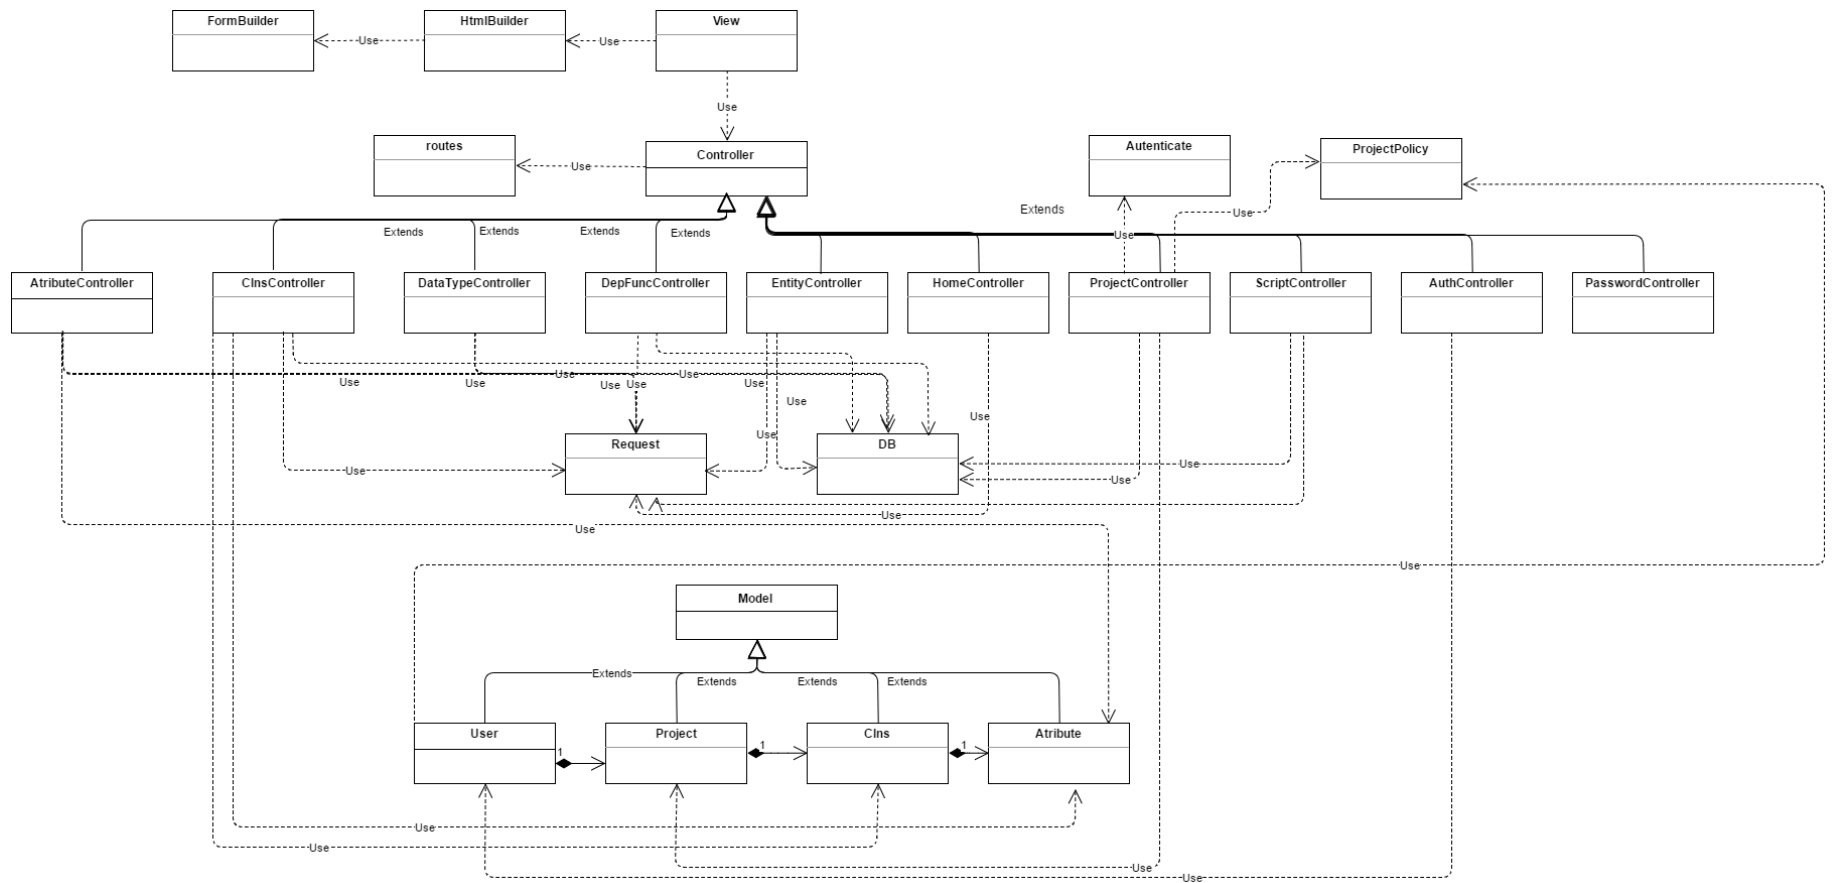 FormBuilder
HtmlBuilder
View
Use
Use
Use
routes
Controller
Autenticate
ProjectPolicy
Use
Extends
Use
Extends
Extends
Extends
Extends
Use
AtributeController
ClnsController
DataTypeController
DepFuncController
EntityController
HomeController
ProjectController
ScriptController
AuthController
PasswordController
Use
Use
Use
Use
Use
Use
Use
Use
Use
Use
Request
DB
Use
Use
Use
Use
Use
Use
Use
Model
Extends
Extends
Extends
Extends
User
Project
Clns
Atribute
1
1
1
Use
Use
Use
Use